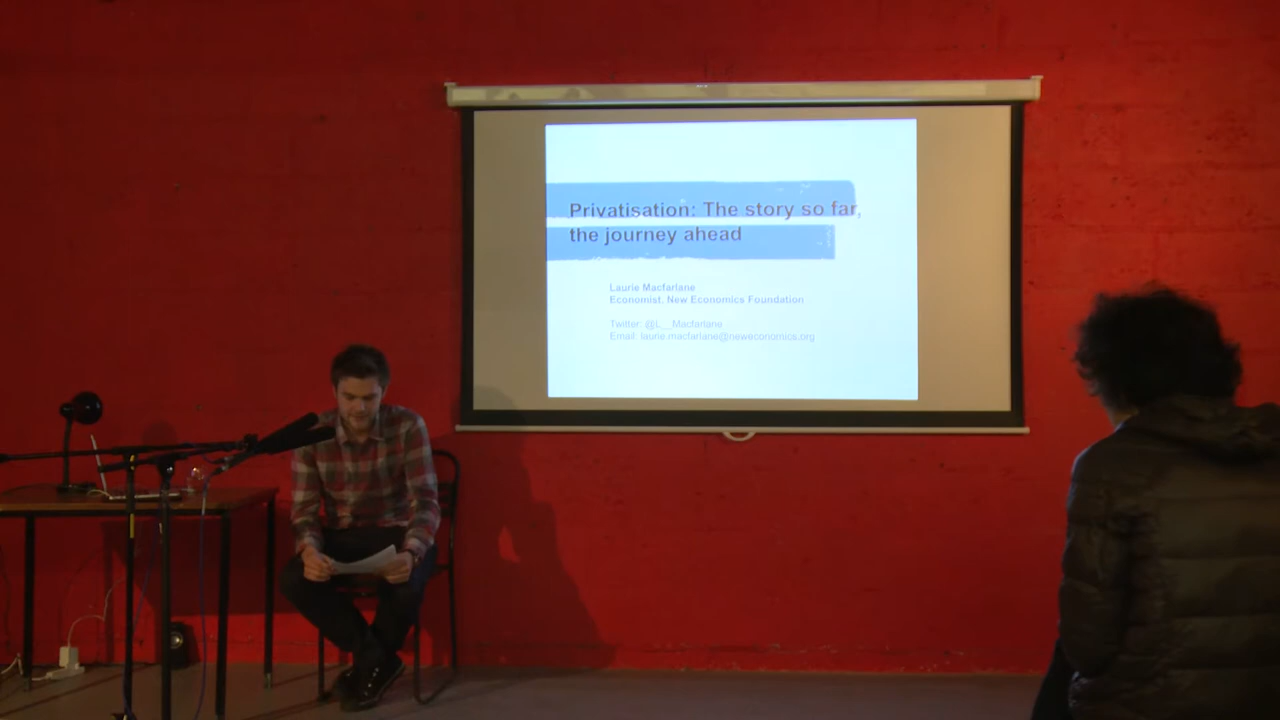 Privatisation: The story so far,
the journey ahead
Laurie Macfarlane
Economist, New Economics Foundation
Twitter: @L__Macfarlane
Email: laurie.macfarlane@neweconomics.org